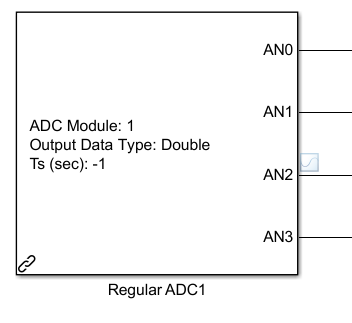 AN0
AN1
ADC Module: 1
Output Data Type: Double
Ts (sec): -1
AN2
AN3
Regular ADC1